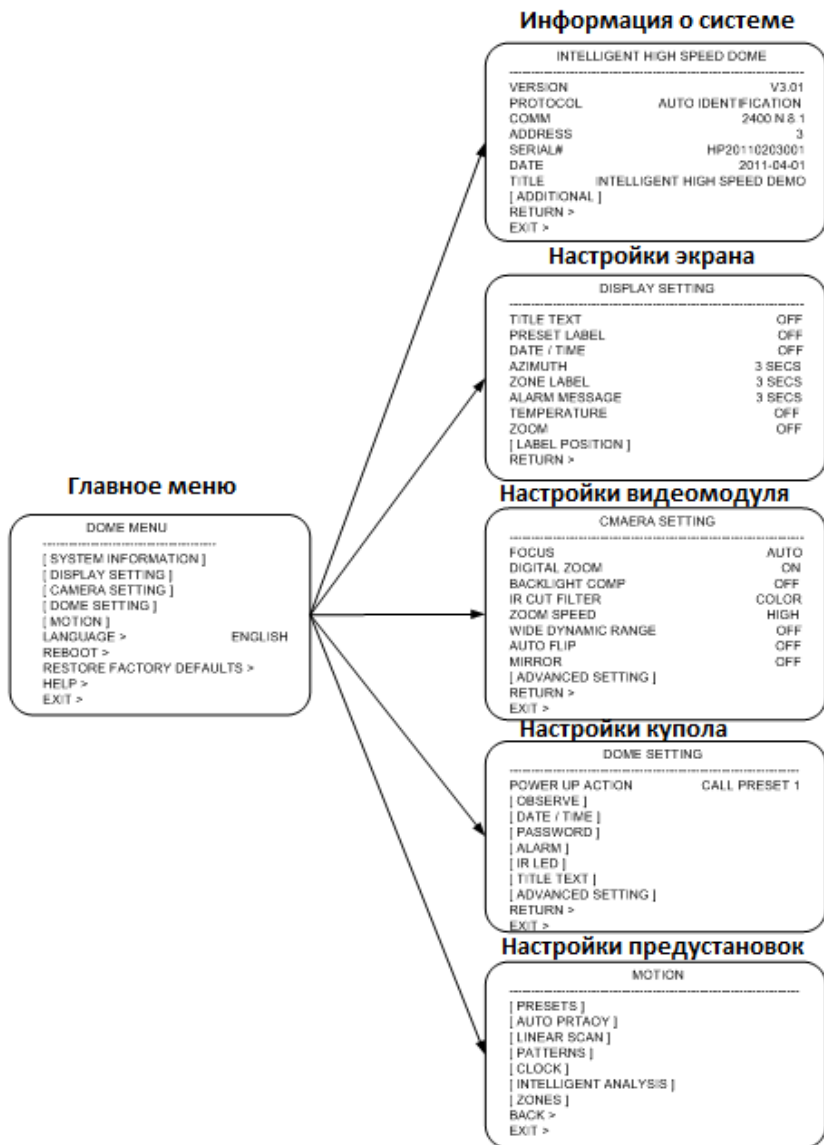 Информация о системе
INTELLIGENT HIGH SPEED DOME
VERSION V3.01
PROTOCOL AUTO IDENTIFICATION
COMM 2400 N 8 1
ADDRESS 3
SERIAL# HP20110203001
DATE 2011-04-01
TITLE INTELLIGENT HIGH SPEED DEMO
[ ADDITIONAL ]
RETURN >
EXIT >
Настройки экрана
DISPLAY SETTING
TITLE TEXT OFF
PRESET LABEL OFF
DATE / TIME OFF
AZIMUTH 3 SECS
ZONE LABEL 3 SECS
ALARM MESSAGE 3 SECS
TEMPERATURE OFF
ZOOM OFF
[ LABEL POSITION ]
RETURN >
Главное меню
DOME MENU
[ SYSTEM INFORMATION ]
[ DISPLAY SETTING ]
[ CAMERA SETTING ]
[ DOME SETTING ]
[ MOTION ]
LANGUAGE > ENGLISH
REBOOT >
RESTORE FACTORY DEFAULTS >
HELP >
EXIT >
Настройки видеомодуля
CMAERA SETTING
FOCUS AUTO
DIGITAL ZOOM ON
BACKLIGHT COMP OFF
IR CUT FILTER COLOR
ZOOM SPEED HIGH
WIDE DYNAMIC RANGE OFF
AUTO FLIP OFF
MIRROR OFF
[ ADVANCED SETTING ]
RETURN >
EXIT >
Настройки купола
DOME SETTING
POWER UP ACTION CALL PRESET 1
[ OBSERVE ]
[ DATE / TIME ]
[ PASSWORD ]
[ ALARM ]
[ IR LED ]
[ TITLE TEXT ]
[ ADVANCED SETTING ]
RETURN >
EXIT >
Настройки предустановок
MOTION
[ PRESETS ]
[ AUTO PRTAOY ]
[ LINEAR SCAN ]
[ PATTERNS ]
[ CLOCK ]
[ INTELLIGENT ANALYSIS ]
[ ZONES ]
BACK >
EXIT >